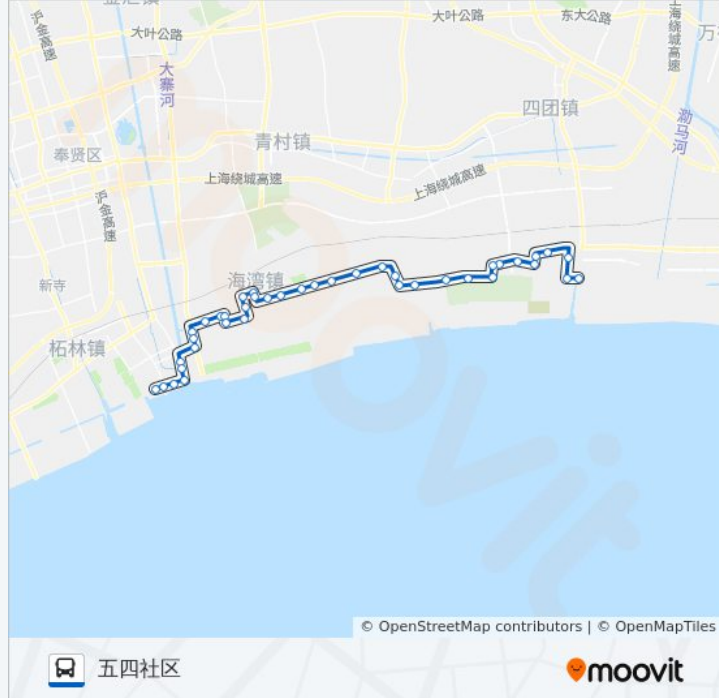 大叶公路
大叶公路
东大公路
沪金高速
上海绕城高速
大寨河
四团镇
泐马河
青村镇
奉贤区
上海绕城高速
上海绕城高速
沪金高速
新寺
海湾镇
柘林镇
© OpenStreetMap contributors | © OpenMapTiles
五四社区
moovit